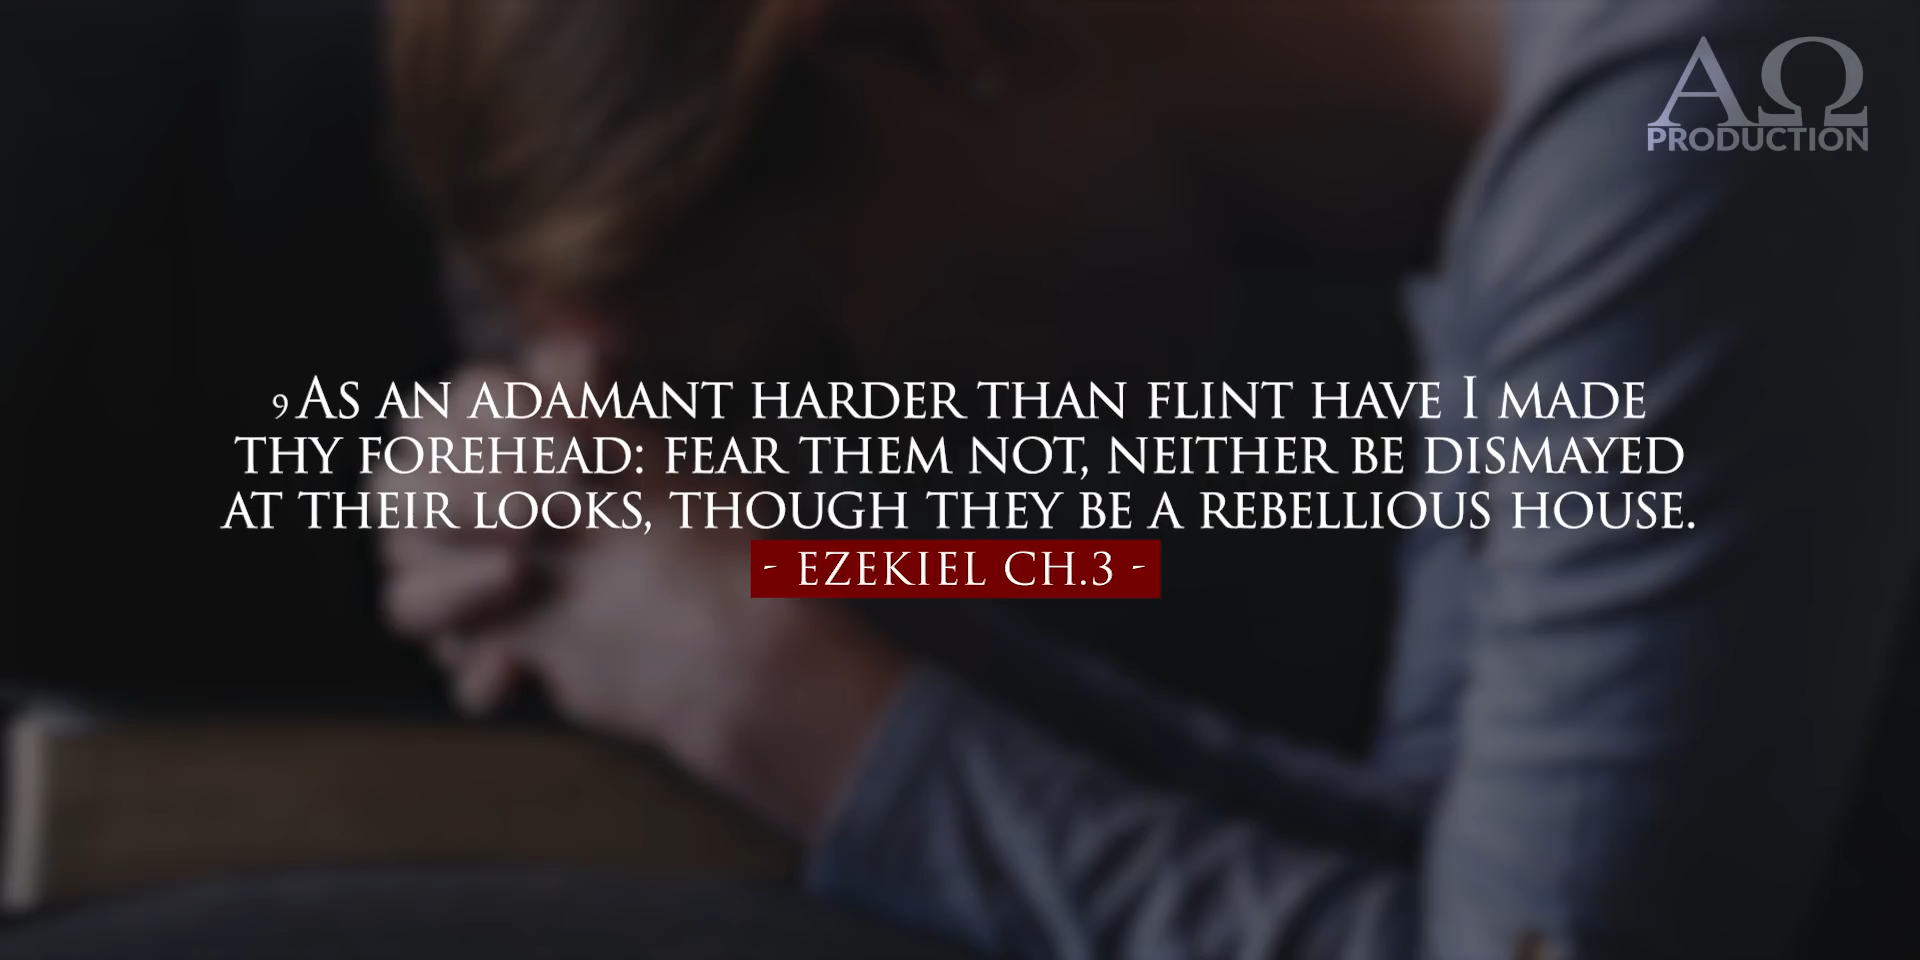 ΑΩ
PRODUCTION
9 As an adamant harder than flint have I made
thy forehead: fear them not, neither be dismayed
at their looks, though they be a rebellious house.
- EZEKIEL CH.3 -